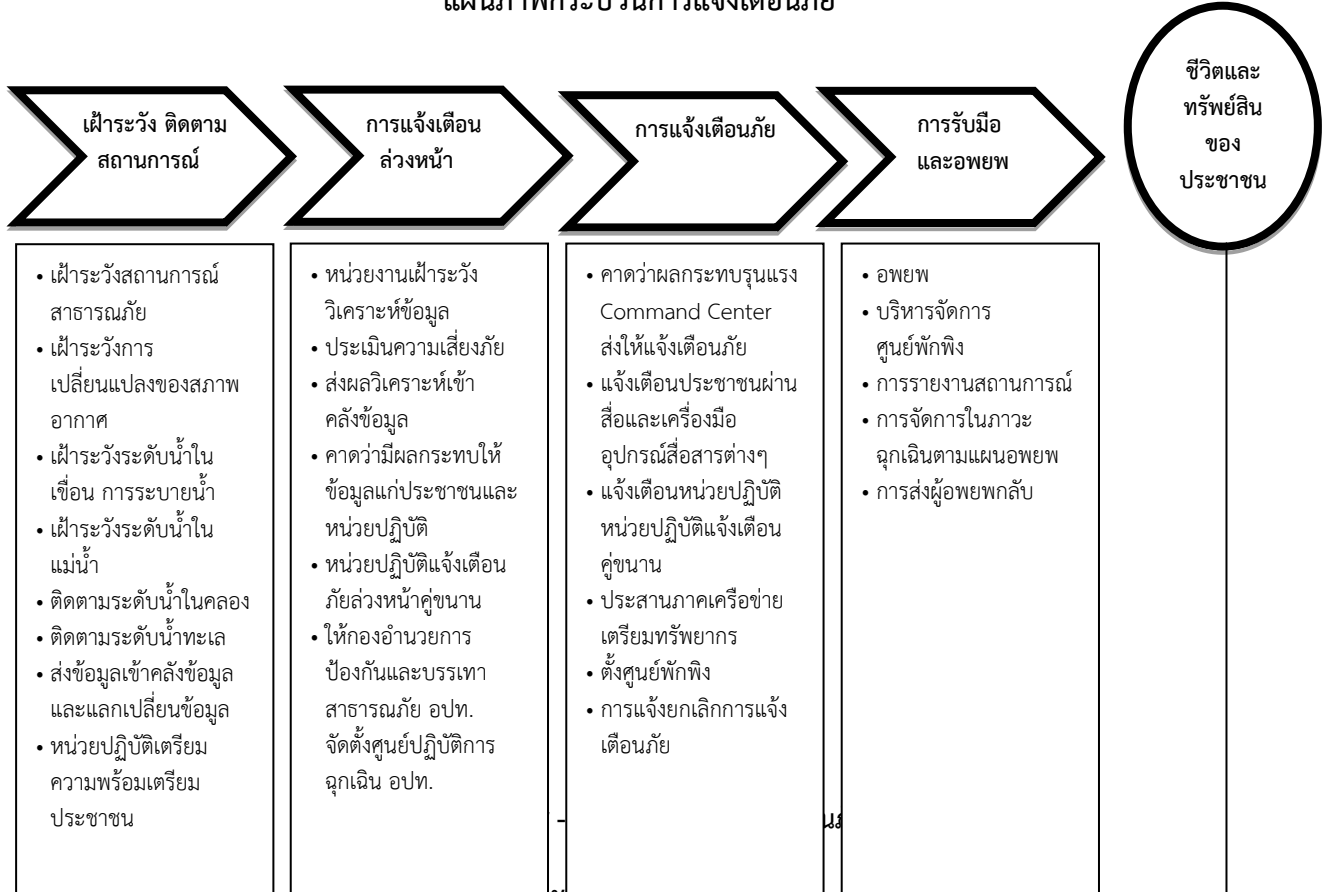 แผนภาพกระบวนการแจ้งเตือนภัย
เฝ้าระวัง ติดตาม
สถานการณ์
การแจ้งเตือน
ล่วงหน้า
การแจ้งเตือนภัย
การรับมือ
และอพยพ
ชีวิตและ
ทรัพย์สิน
ของ
ประชาชน
• เฝ้าระวังสถานการณ์
สาธารณภัย
• เฝ้าระวังการ
เปลี่ยนแปลงของสภาพ
อากาศ
• เฝ้าระวังระดับน้ำใน
เขื่อน การระบายน้ำ
• เฝ้าระวังระดับน้ำใน
แม่น้ำ
• ติดตามระดับน้ำในคลอง
• ติดตามระดับน้ำทะเล
• ส่งข้อมูลเข้าคลังข้อมูล
และแลกเปลี่ยนข้อมูล
• หน่วยปฏิบัติเตรียม
ความพร้อมเตรียม
ประชาชน
• หน่วยงานเฝ้าระวัง
วิเคราะห์ข้อมูล
• ประเมินความเสี่ยงภัย
• ส่งผลวิเคราะห์เข้า
คลังข้อมูล
• คาดว่ามีผลกระทบให้
ข้อมูลแก่ประชาชนและ
หน่วยปฏิบัติ
• หน่วยปฏิบัติแจ้งเตือน
ภัยล่วงหน้าคู่ขนาน
• ให้กองอำนวยการ
ป้องกันและบรรเทา
สาธารณภัย อปท.
จัดตั้งศูนย์ปฏิบัติการ
ฉุกเฉิน อปท.
• คาดว่าผลกระทบรุนแรง
Command Center
ส่งให้แจ้งเตือนภัย
• แจ้งเตือนประชาชนผ่าน
สื่อและเครื่องมือ
อุปกรณ์สื่อสารต่างๆ
• แจ้งเตือนหน่วยปฏิบัติ
หน่วยปฏิบัติแจ้งเตือน
คู่ขนาน
• ประสานภาคเครือข่าย
เตรียมทรัพยากร
• ตั้งศูนย์พักพิง
• การแจ้งยกเลิกการแจ้ง
เตือนภัย
• อพยพ
• บริหารจัดการ
ศูนย์พักพิง
• การรายงานสถานการณ์
• การจัดการในภาวะ
ฉุกเฉินตามแผนอพยพ
• การส่งผู้อพยพกลับ